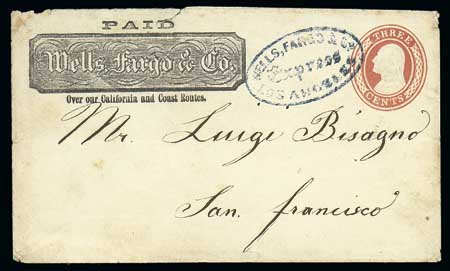 PAID
Wells Fargo & Co.
Over our California and Coast Routes.
WELLS, FARGO & Co
Express
LOS ANGELES
THREE
CENTS
Mr. Luige Bisagno
San. francisco